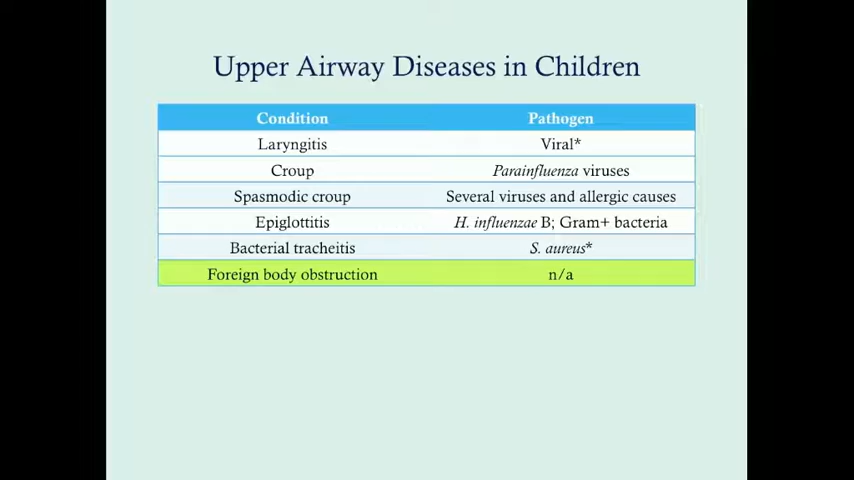 Upper Airway Diseases in Children
Condition Pathogen
Laryngitis Viral*
Croup Parainfluenza viruses
Spasmodic croup Several viruses and allergic causes
Epiglottitis H. influenzae B; Gram+ bacteria
Bacterial tracheitis S. aureus*
Foreign body obstruction n/a